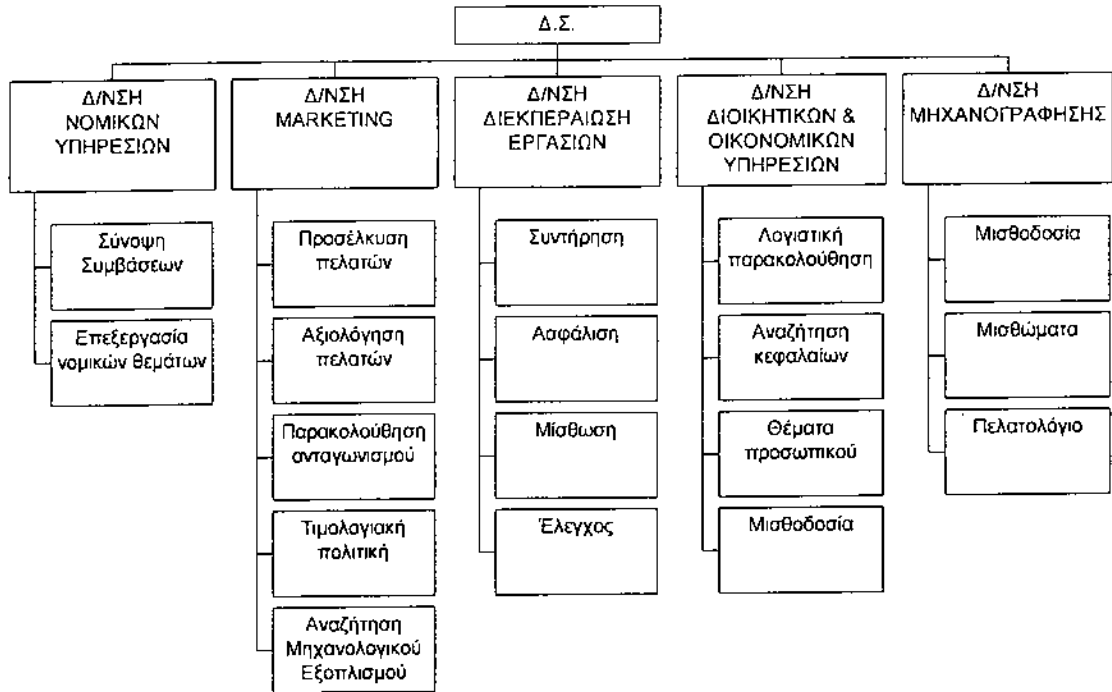 Δ.Σ.
Δ/ΝΣΗ
ΝΟΜΙΚΩΝ
ΥΠΗΡΕΣΙΩΝ
Σύνοψη
Συμβάσεων
Επεξεργασία
νομικών θεμάτων
Δ/ΝΣΗ
MARKETING
Προσέλκυση
πελατών
Αξιολόγηση
πελατών
Παρακολούθηση
ανταγωνισμού
Τιμολογιακή
πολιτική
Αναζήτηση
Μηχανολογικού
Εξοπλισμού
Δ/ΝΣΗ
ΔΙΕΚΠΕΡΑΙΩΣΗ
ΕΡΓΑΣΙΩΝ
Συντήρηση
Ασφάλιση
Μίσθωση
Έλεγχος
Δ/ΝΣΗ
ΔΙΟΙΚΗΤΙΚΩΝ &
ΟΙΚΟΝΟΜΙΚΩΝ
ΥΠΗΡΕΣΙΩΝ
Λογιστική
παρακολούθηση
Αναζήτηση
κεφαλαίων
Θέματα
προσωπικού
Μισθοδοσία
Δ/ΝΣΗ
ΜΗΧΑΝΟΓΡΑΦΗΣΗΣ
Μισθοδοσία
Μισθώματα
Πελατολόγιο